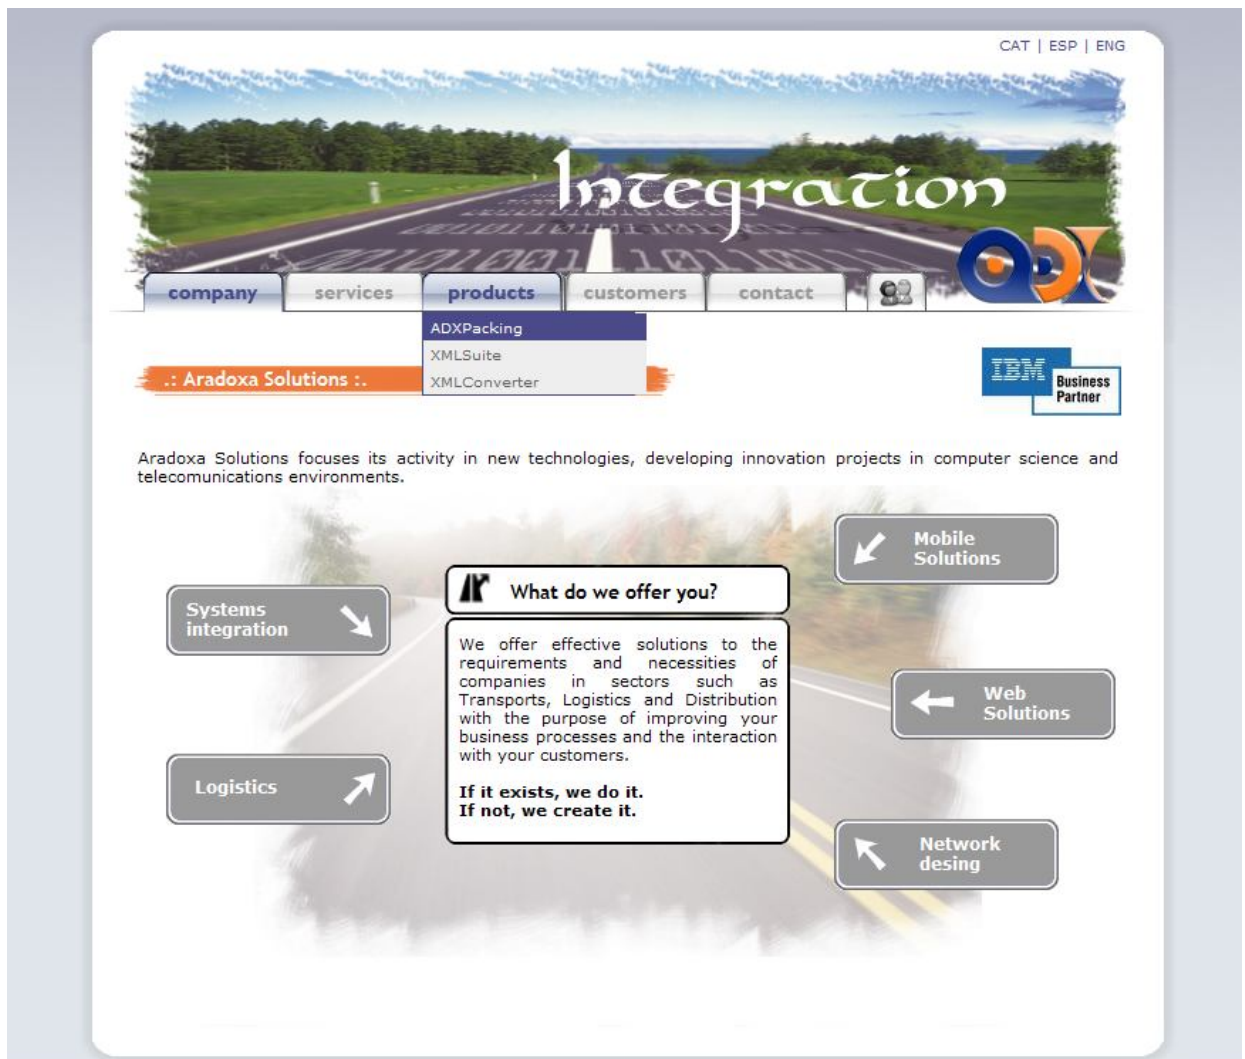 CAT | ESP | ENG
Integration
ADX
company services products customers contact
ADXPacking
XMLSuite
XMLConverter
.: Aradoxa Solutions :.
IBM
Business
Partner
Aradoxa Solutions focuses its activity in new technologies, developing innovation projects in computer science and
telecomunications environments.
Mobile
Solutions
What do we offer you?
Systems
integration
We offer effective solutions to the
requirements and necessities of
companies in sectors such as
Transports, Logistics and Distribution
with the purpose of improving your
business processes and the interaction
with your customers.
If it exists, we do it.
If not, we create it.
Web
Solutions
Logistics
Network
desing